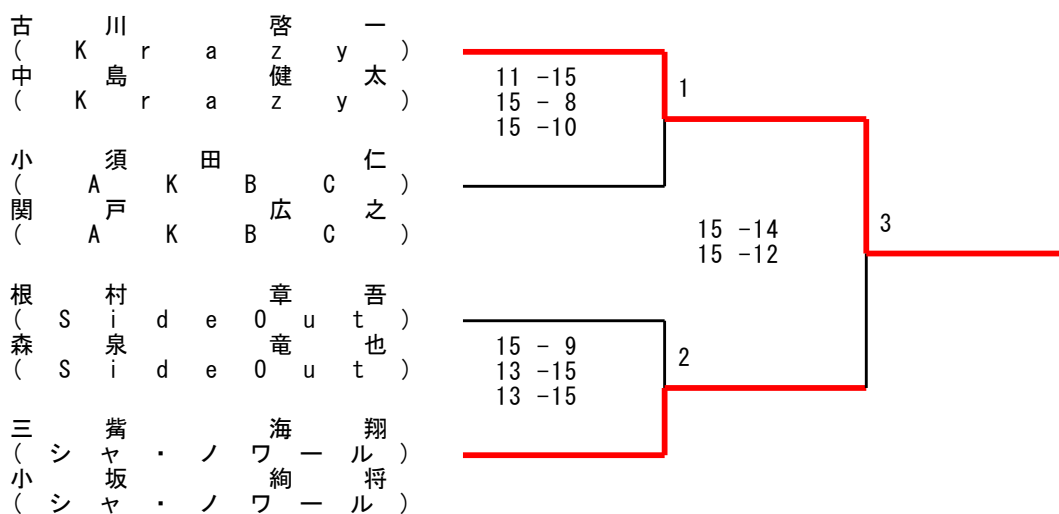 古川啓一
(Krazy)
中島健太
(Krazy)
11 -15
15 - 8
15 -10
1
小須田仁
(AKBC)
関戸広之
(AKBC)
15 -14
15 -12
3
根村章吾
(SideOut)
森泉竜也
(SideOut)
15 - 9
13 -15
13 -15
2
三觜海翔
(シャ・ノワール)
小坂絢将
(シャ・ノワール)